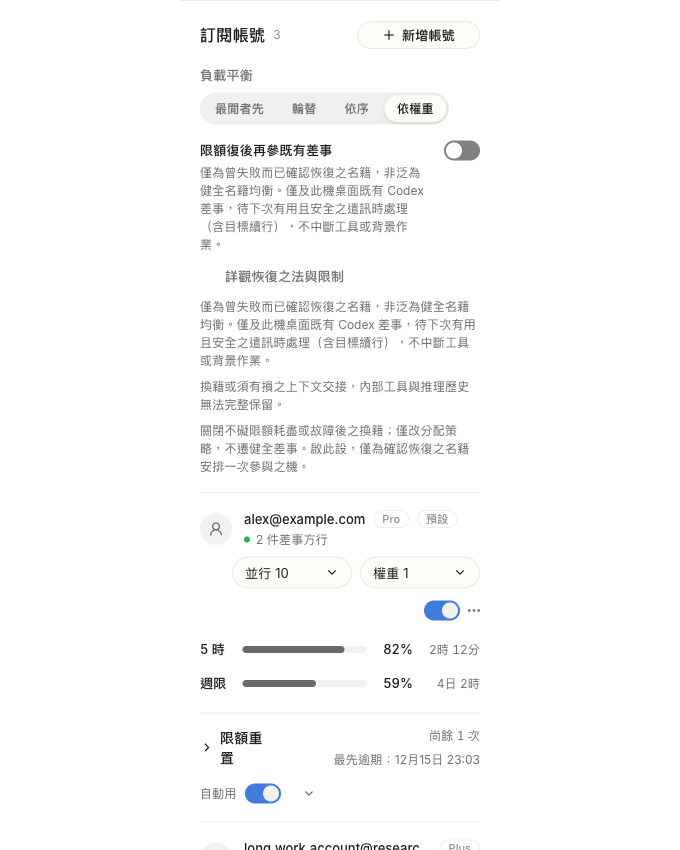 訂閱帳號 3
＋ 新增帳號
負載平衡
最閒者先 輪替 依序 依權重
限額復後再參既有差事
僅為曾失敗而已確認恢復之名籍，非泛為
健全名籍均衡。僅及此機桌面既有 Codex
差事，待下次有用且安全之遣訊時處理
（含目標續行），不中斷工具或背景作
業。
詳觀恢復之法與限制
僅為曾失敗而已確認恢復之名籍，非泛為健全名籍
均衡。僅及此機桌面既有 Codex 差事，待下次有用
且安全之遣訊時處理（含目標續行），不中斷工具
或背景作業。
換籍或須有損之上下文交接，內部工具與推理歷史
無法完整保留。
關閉不礙限額耗盡或故障後之換籍；僅改分配策
略，不遷健全差事。啟此設，僅為確認恢復之名籍
安排一次參與之機。
alex@example.com Pro 預設
2 件差事方行
並行 10 權重 1
5 時 82% 2時 12分
週限 59% 4日 2時
限額重
置
尚餘 1 次
最先逾期：12月15日 23:03
自動用
long.work.account@researc Plus